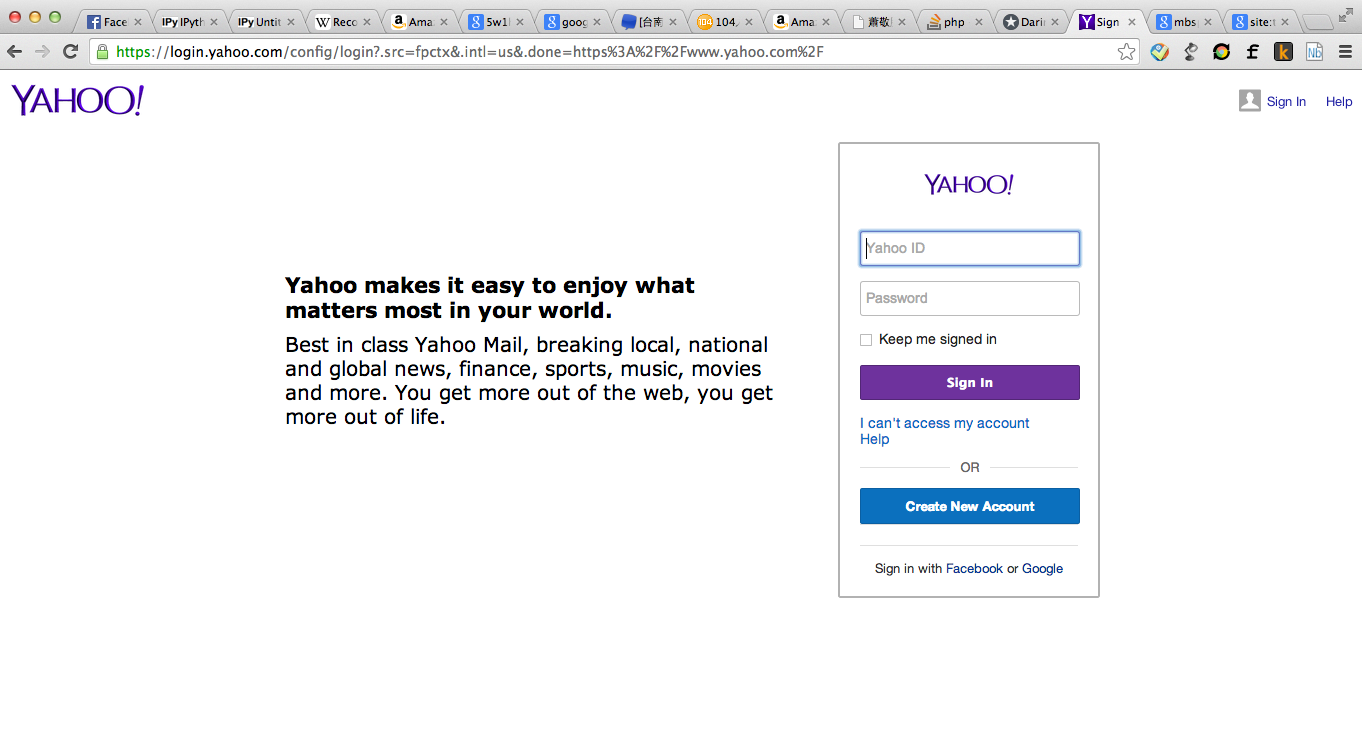 Face
IPy IPyth
IPy Untit
W Reco
a Ama
8 5w1
8 goog
[台南
104 104
a Ama
蕭敬
php
Darin
Y Sign
8 mbs
8 site:
https://login.yahoo.com/config/login?.src=fpctx&.intl=us&.done=https%3A%2F%2Fwww.yahoo.com%2F
YAHOO!
Sign In
Help
YAHOO!
Yahoo ID
Password
Keep me signed in
Sign In
I can't access my account
Help
OR
Create New Account
Sign in with Facebook or Google
Yahoo makes it easy to enjoy what
matters most in your world.
Best in class Yahoo Mail, breaking local, national
and global news, finance, sports, music, movies
and more. You get more out of the web, you get
more out of life.